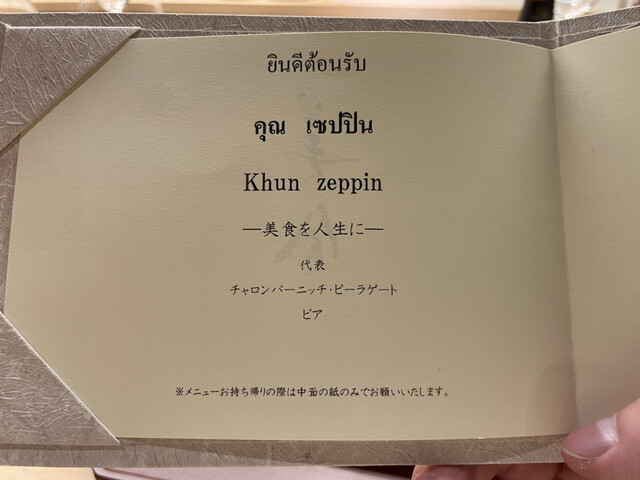 ยินดีต้อนรับ
คุณ เซปปิน
Khun zeppin
―美食を人生に―
代表
チャロンパーニッチ・ピーラゲート
ピア
※メニューお持ち帰りの際は中面の紙のみでお願いいたします。